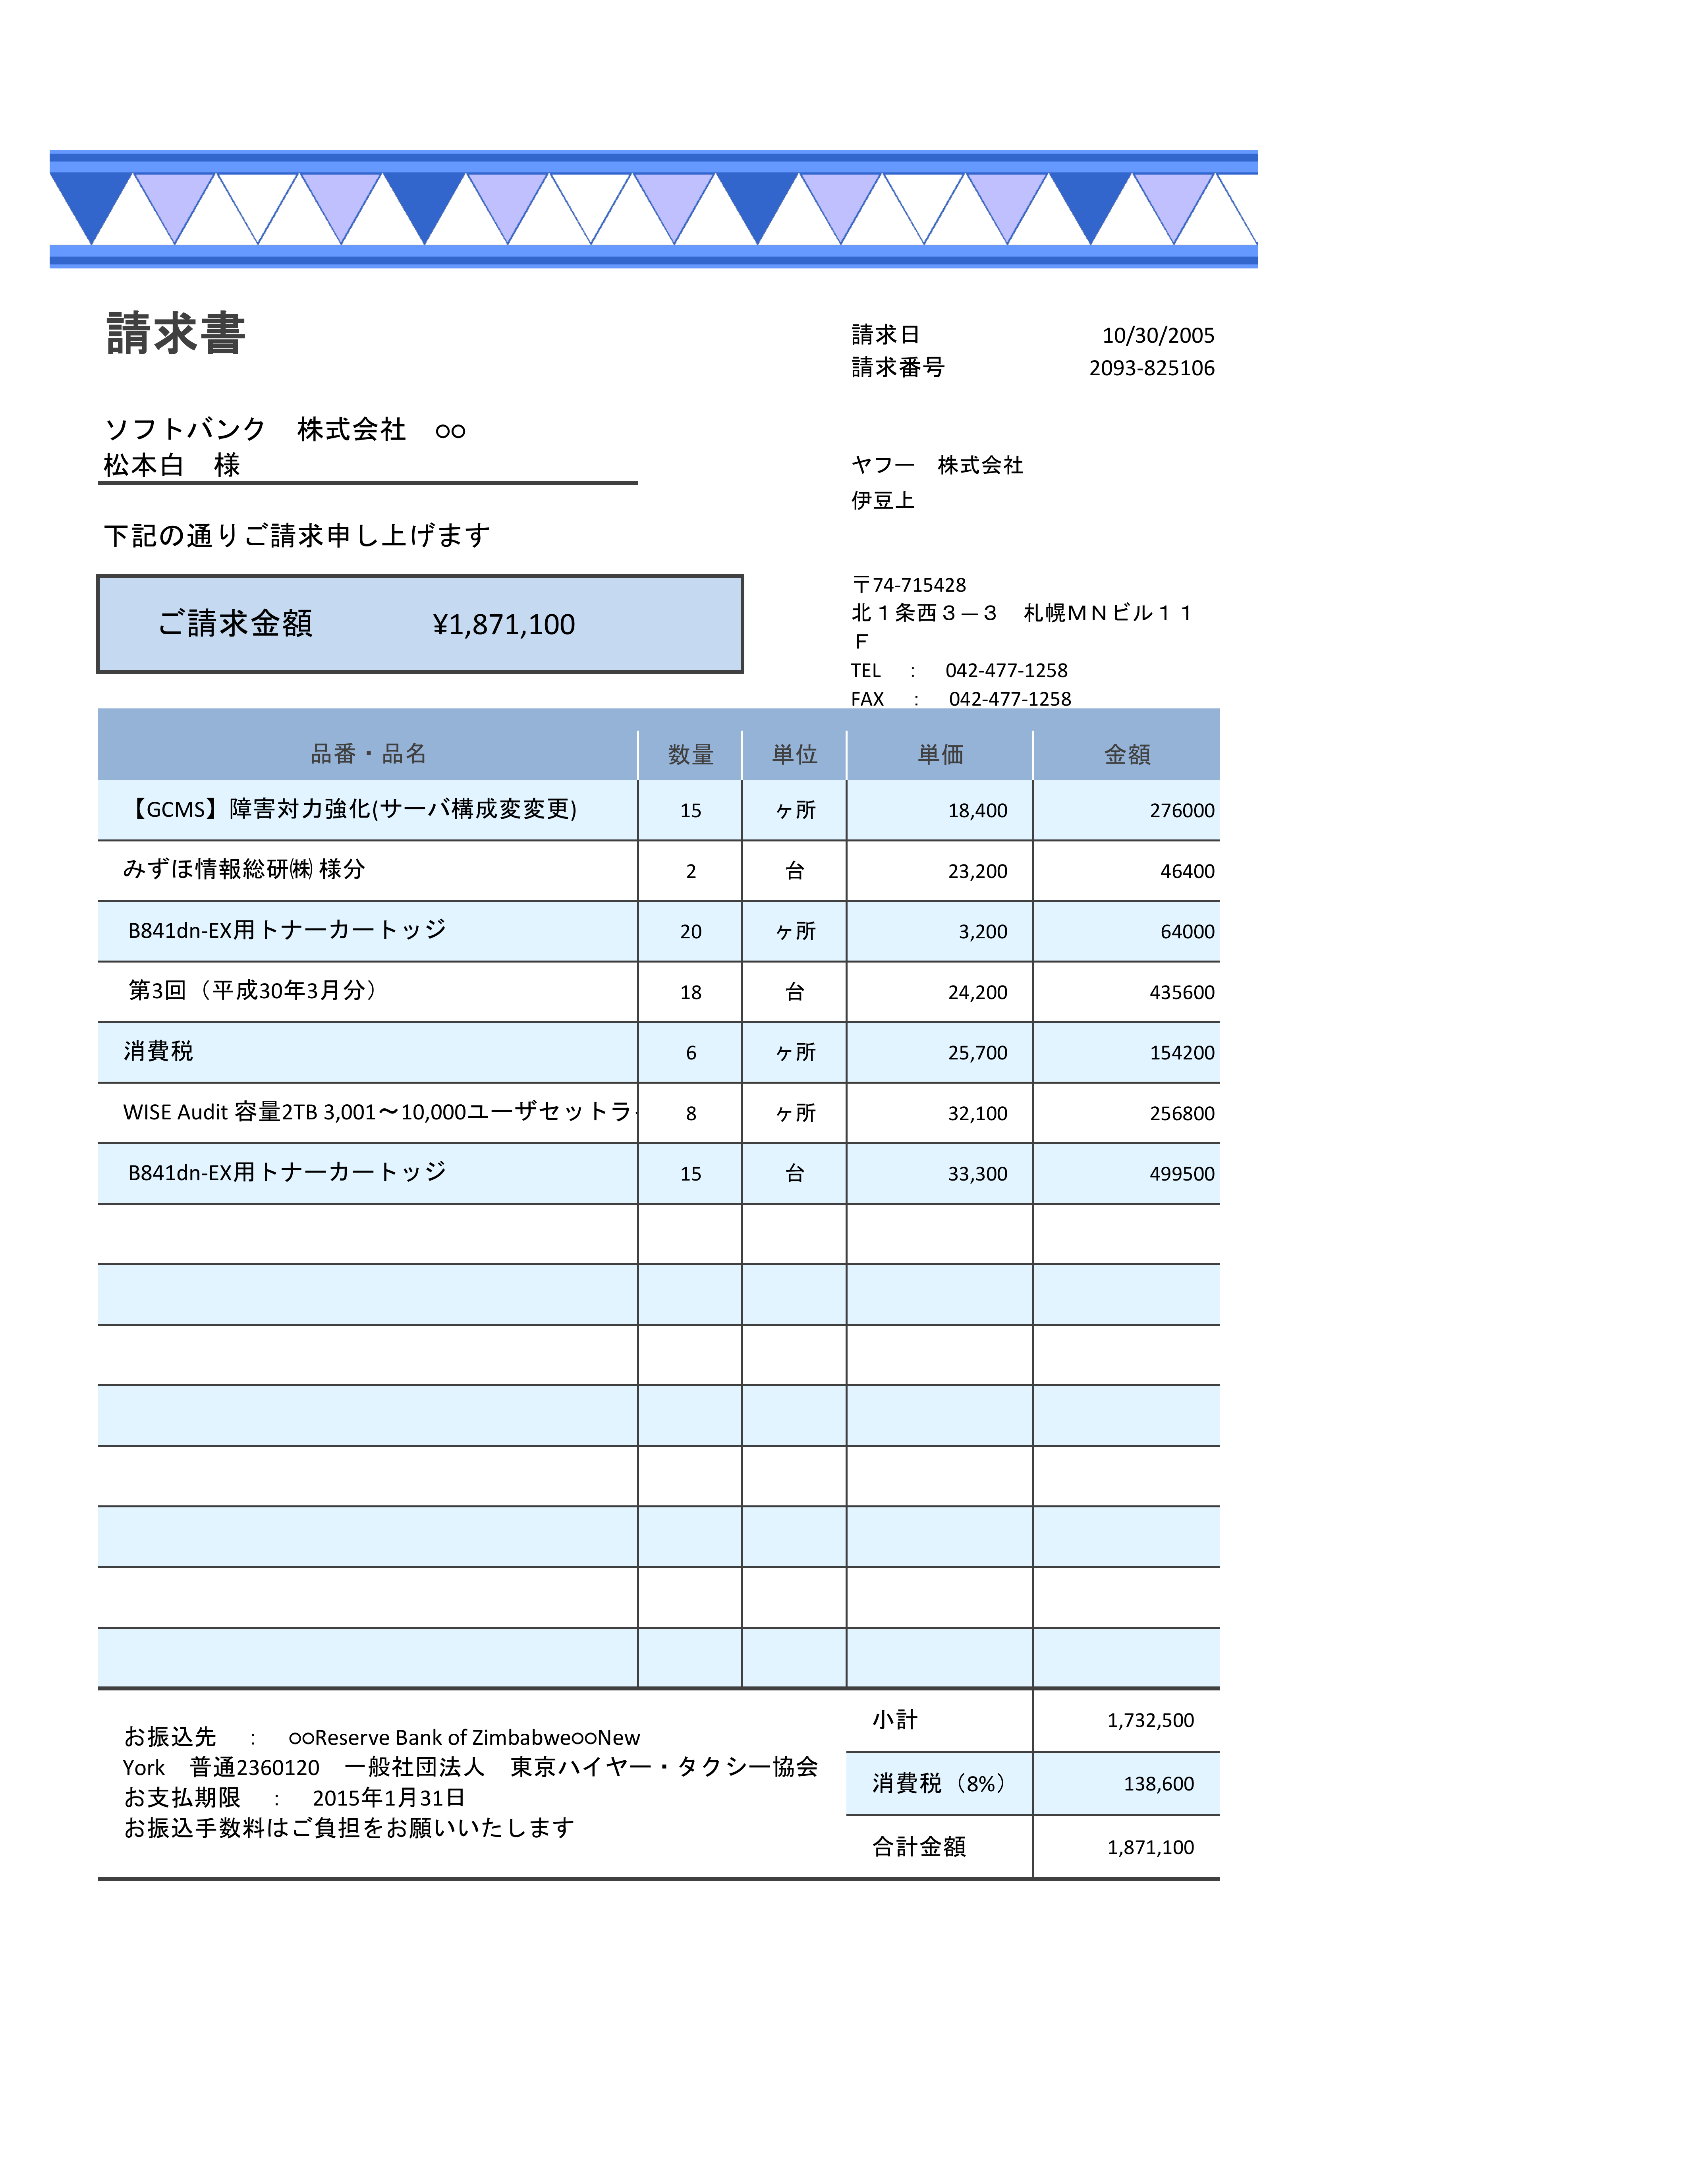 請求書
請求日 10/30/2005
請求番号 2093-825106
ソフトバンク　株式会社　○○
松本白　様
ヤフー　株式会社
伊豆上
下記の通りご請求申し上げます
ご請求金額 ¥1,871,100
〒74-715428
北１条西３－３　札幌ＭＮビル１１
Ｆ
TEL　：　042-477-1258
FAX　：　042-477-1258
品番・品名 数量 単位 単価 金額
【GCMS】障害対力強化(サーバ構成変変更) 15 ヶ所 18,400 276000
みずほ情報総研㈱ 様分 2 台 23,200 46400
B841dn-EX用トナーカートッジ 20 ヶ所 3,200 64000
第3回（平成30年3月分） 18 台 24,200 435600
消費税 6 ヶ所 25,700 154200
WISE Audit 容量2TB 3,001～10,000ユーザセットラ 8 ヶ所 32,100 256800
B841dn-EX用トナーカートッジ 15 台 33,300 499500
小計 1,732,500
消費税（8%） 138,600
合計金額 1,871,100
お振込先　：　○○Reserve Bank of Zimbabwe○○New
York　普通2360120　一般社団法人　東京ハイヤー・タクシー協会
お支払期限　：　2015年1月31日
お振込手数料はご負担をお願いいたします